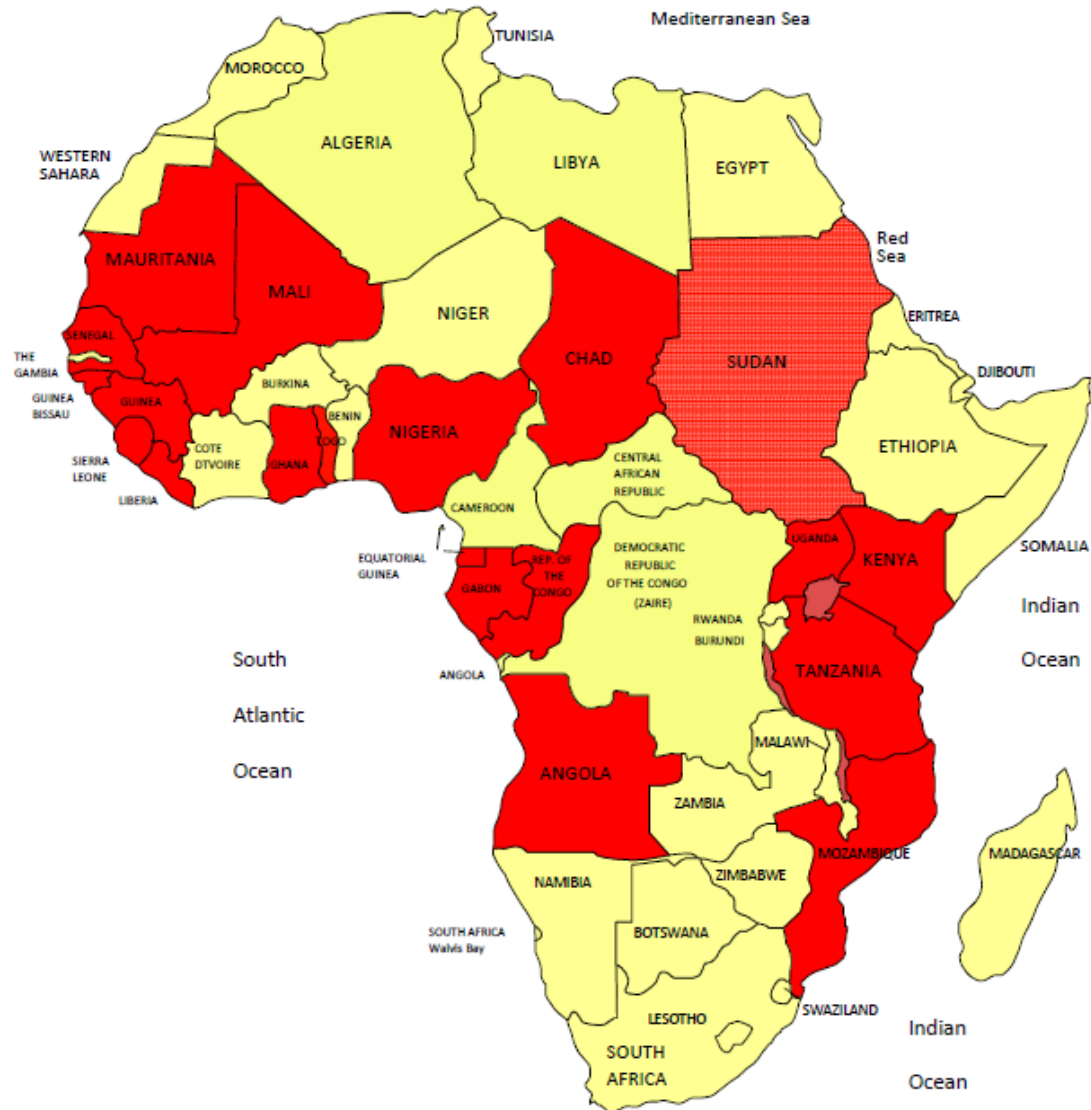 Mediterranean Sea
TUNISIA
MOROCCO
ALGERIA
LIBYA
EGYPT
WESTERN
SAHARA
Red
Sea
MAURITANIA
MALI
NIGER
CHAD
SUDAN
ERITREA
SENEGAL
THE
GAMBIA
DJIBOUTI
BURKINA
GUINEA
BISSAU
GUINEA
BENIN
TOGO
NIGERIA
ETHIOPIA
COTE
DTVOIRE
GHANA
CENTRAL
AFRICAN
REPUBLIC
SIERRA
LEONE
LIBERIA
CAMEROON
UGANDA
KENYA
SOMALIA
EQUATORIAL
GUINEA
REP. OF
THE
CONGO
GABON
DEMOCRATIC
REPUBLIC
OF THE CONGO
(ZAIRE)
RWANDA
BURUNDI
Indian
Ocean
South
Atlantic
Ocean
ANGOLA
TANZANIA
MALAWI
ANGOLA
ZAMBIA
MOZAMBIQUE
MADAGASCAR
NAMIBIA
ZIMBABWE
SOUTH AFRICA
Walvis Bay
BOTSWANA
SWAZILAND
LESOTHO
SOUTH
AFRICA
Indian
Ocean